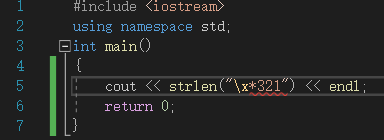 1 #include <iostream>
2 using namespace std;
3 int main()
4 {
5 cout << strlen("\x*321") << endl;
6 return 0;
7 }